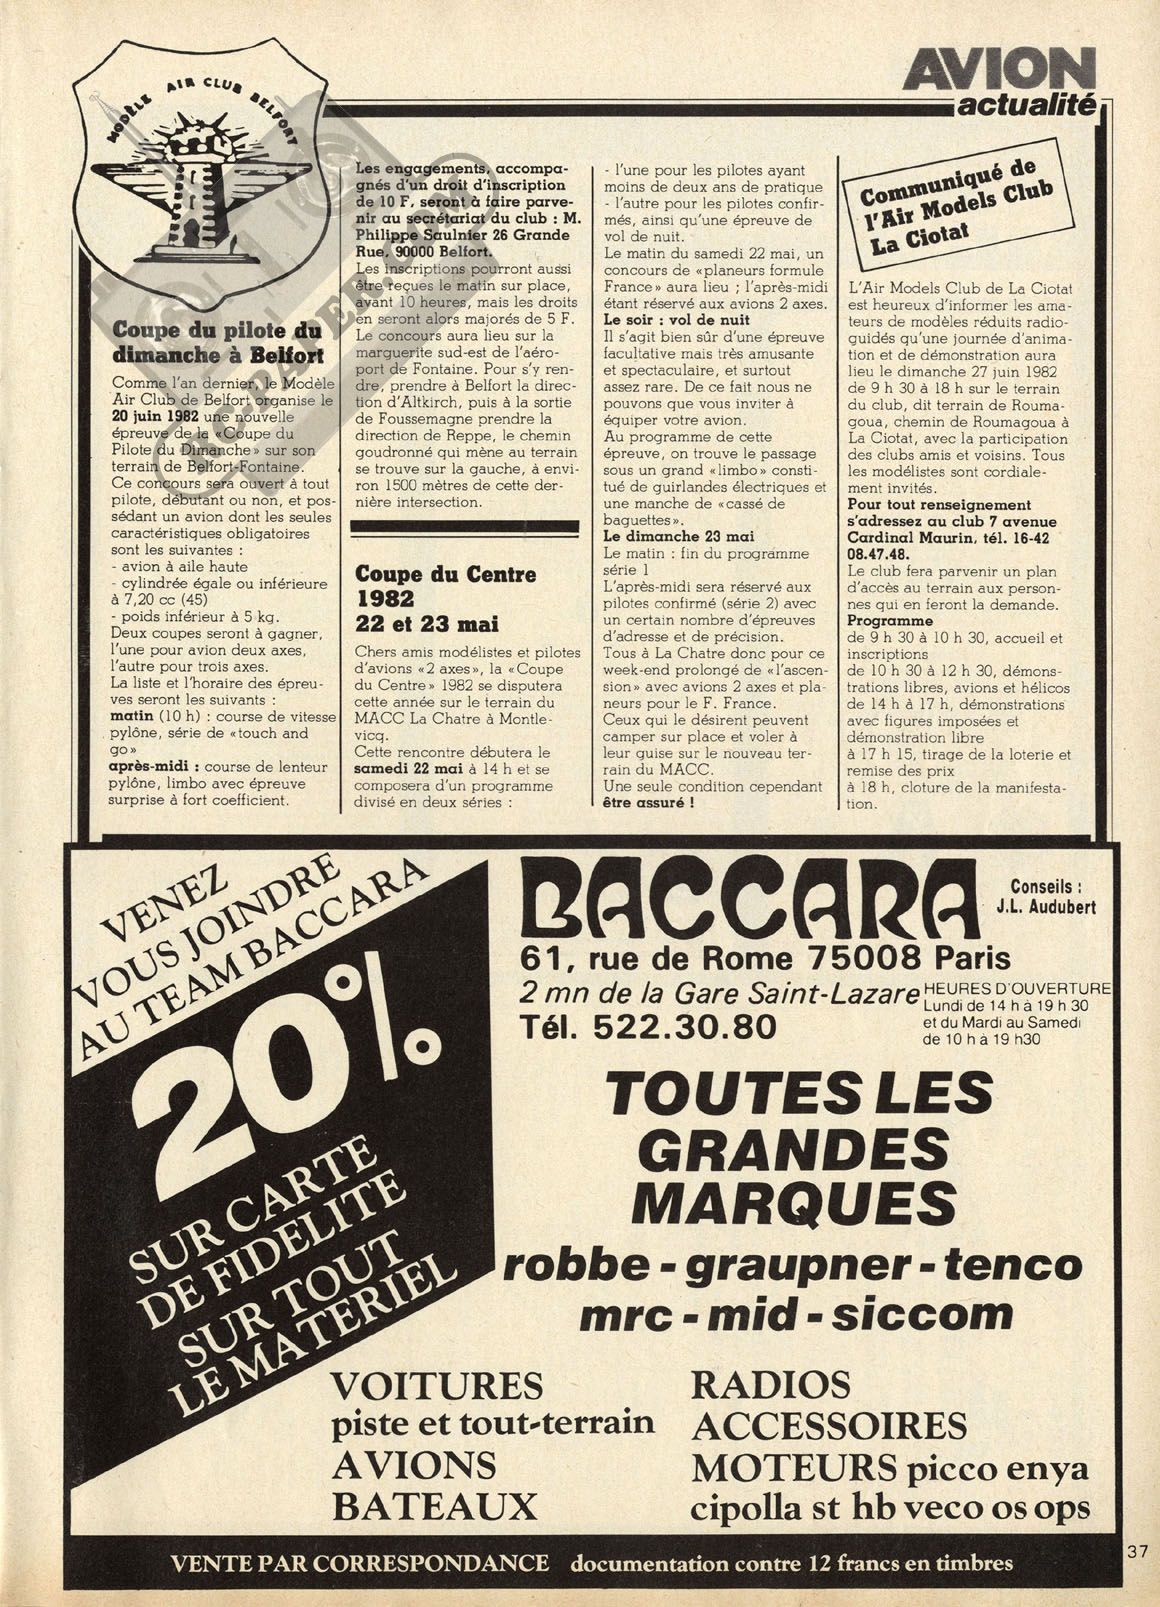 MODÈLE AIR CLUB BELFORT
AVION
actualité
Coupe du pilote du
dimanche à Belfort
Comme l'an dernier, le Modèle
Air Club de Belfort organise le
20 juin 1982 une nouvelle
épreuve de la «Coupe du
Pilote du Dimanche» sur son
terrain de Belfort-Fontaine.
Ce concours sera ouvert à tout
pilote, débutant ou non, et pos-
sédant un avion dont les seules
caractéristiques obligatoires
sont les suivantes :
- avion à aile haute
- cylindrée égale ou inférieure
à 7,20 cc (45)
- poids inférieur à 5 kg.
Deux coupes seront à gagner,
l'une pour avion deux axes,
l'autre pour trois axes.
La liste et l'horaire des épreu-
ves seront les suivants :
matin (10 h) : course de vitesse
pylône, série de «touch and
go»
après-midi : course de lenteur
pylône, limbo avec épreuve
surprise à fort coefficient.
Les engagements, accompa-
gnés d'un droit d'inscription
de 10 F, seront à faire parve-
nir au secrétariat du club : M.
Philippe Saulnier 26 Grande
Rue, 90000 Belfort.
Les inscriptions pourront aussi
être reçues le matin sur place,
avant 10 heures, mais les droits
en seront alors majorés de 5 F.
Le concours aura lieu sur la
marguerite sud-est de l'aéro-
port de Fontaine. Pour s'y ren-
dre, prendre à Belfort la direc-
tion d'Altkirch, puis à la sortie
de Foussemagne prendre la
direction de Reppe, le chemin
goudronné qui mène au terrain
se trouve sur la gauche, à envi-
ron 1500 mètres de cette der-
nière intersection.
Coupe du Centre
1982
22 et 23 mai
Chers amis modélistes et pilotes
d'avions «2 axes», la «Coupe
du Centre» 1982 se disputera
cette année sur le terrain du
MACC La Chatre à Montle-
vicq.
Cette rencontre débutera le
samedi 22 mai à 14 h et se
composera d'un programme
divisé en deux séries :
- l'une pour les pilotes ayant
moins de deux ans de pratique
- l'autre pour les pilotes confir-
més, ainsi qu'une épreuve de
vol de nuit.
Le matin du samedi 22 mai, un
concours de «planeurs formule
France» aura lieu ; l'après-midi
étant réservé aux avions 2 axes.
Le soir : vol de nuit
Il s'agit bien sûr d'une épreuve
facultative mais très amusante
et spectaculaire, et surtout
assez rare. De ce fait nous ne
pouvons que vous inviter à
équiper votre avion.
Au programme de cette
épreuve, on trouve le passage
sous un grand «limbo» consti-
tué de guirlandes électriques et
une manche de «cassé de
baguettes».
Le dimanche 23 mai
Le matin : fin du programme
série 1
L'après-midi sera réservé aux
pilotes confirmé (série 2) avec
un certain nombre d'épreuves
d'adresse et de précision.
Tous à La Chatre donc pour ce
week-end prolongé de «l'ascen-
sion» avec avions 2 axes et pla-
neurs pour le F. France.
Ceux qui le désirent peuvent
camper sur place et voler à
leur guise sur le nouveau ter-
rain du MACC.
Une seule condition cependant
être assuré !
Communiqué de
l'Air Models Club
La Ciotat
L'Air Models Club de La Ciotat
est heureux d'informer les ama-
teurs de modèles réduits radio-
guidés qu'une journée d'anima-
tion et de démonstration aura
lieu le dimanche 27 juin 1982
de 9 h 30 à 18 h sur le terrain
du club, dit terrain de Rouma-
goua, chemin de Roumagoua à
La Ciotat, avec la participation
des clubs amis et voisins. Tous
les modélistes sont cordiale-
ment invités.
Pour tout renseignement
s'adresser au club 7 avenue
Cardinal Maurin, tél. 16-42
08.47.48.
Le club fera parvenir un plan
d'accès au terrain aux person-
nes qui en feront la demande.
Programme
de 9 h 30 à 10 h 30, accueil et
inscriptions
de 10 h 30 à 12 h 30, démons-
trations libres, avions et hélicos
de 14 h à 17 h, démonstrations
avec figures imposées et
démonstration libre
à 17 h 15, tirage de la loterie et
remise des prix
à 18 h, cloture de la manifesta-
tion.
RC-PAPER.COM
VENEZ
VOUS JOINDRE
AU TEAM BACCARA
20%
SUR CARTE
DE FIDELITE
SUR TOUT
LE MATERIEL
BACCARA
Conseils :
J.L. Audubert
61, rue de Rome 75008 Paris
2 mn de la Gare Saint-Lazare
Tél. 522.30.80
HEURES D'OUVERTURE
Lundi de 14 h à 19 h 30
et du Mardi au Samedi
de 10 h à 19 h30
TOUTES LES
GRANDES
MARQUES
robbe - graupner - tenco
mrc - mid - siccom
VOITURES
piste et tout-terrain
AVIONS
BATEAUX
RADIOS
ACCESSOIRES
MOTEURS picco enya
cipolla st hb veco os ops
VENTE PAR CORRESPONDANCE documentation contre 12 francs en timbres
37